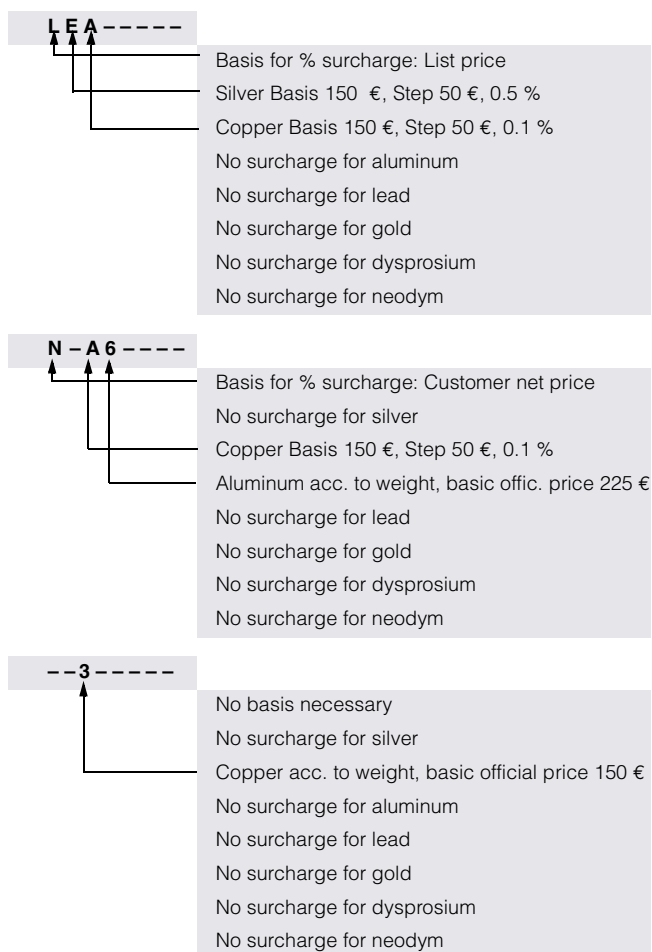 L E A – – – – –
Basis for % surcharge: List price
Silver Basis 150 €, Step 50 €, 0.5 %
Copper Basis 150 €, Step 50 €, 0.1 %
No surcharge for aluminum
No surcharge for lead
No surcharge for gold
No surcharge for dysprosium
No surcharge for neodym
N – A 6 – – – –
Basis for % surcharge: Customer net price
No surcharge for silver
Copper Basis 150 €, Step 50 €, 0.1 %
Aluminum acc. to weight, basic offic. price 225 €
No surcharge for lead
No surcharge for gold
No surcharge for dysprosium
No surcharge for neodym
– – 3 – – – – –
No basis necessary
No surcharge for silver
Copper acc. to weight, basic official price 150 €
No surcharge for aluminum
No surcharge for lead
No surcharge for gold
No surcharge for dysprosium
No surcharge for neodym